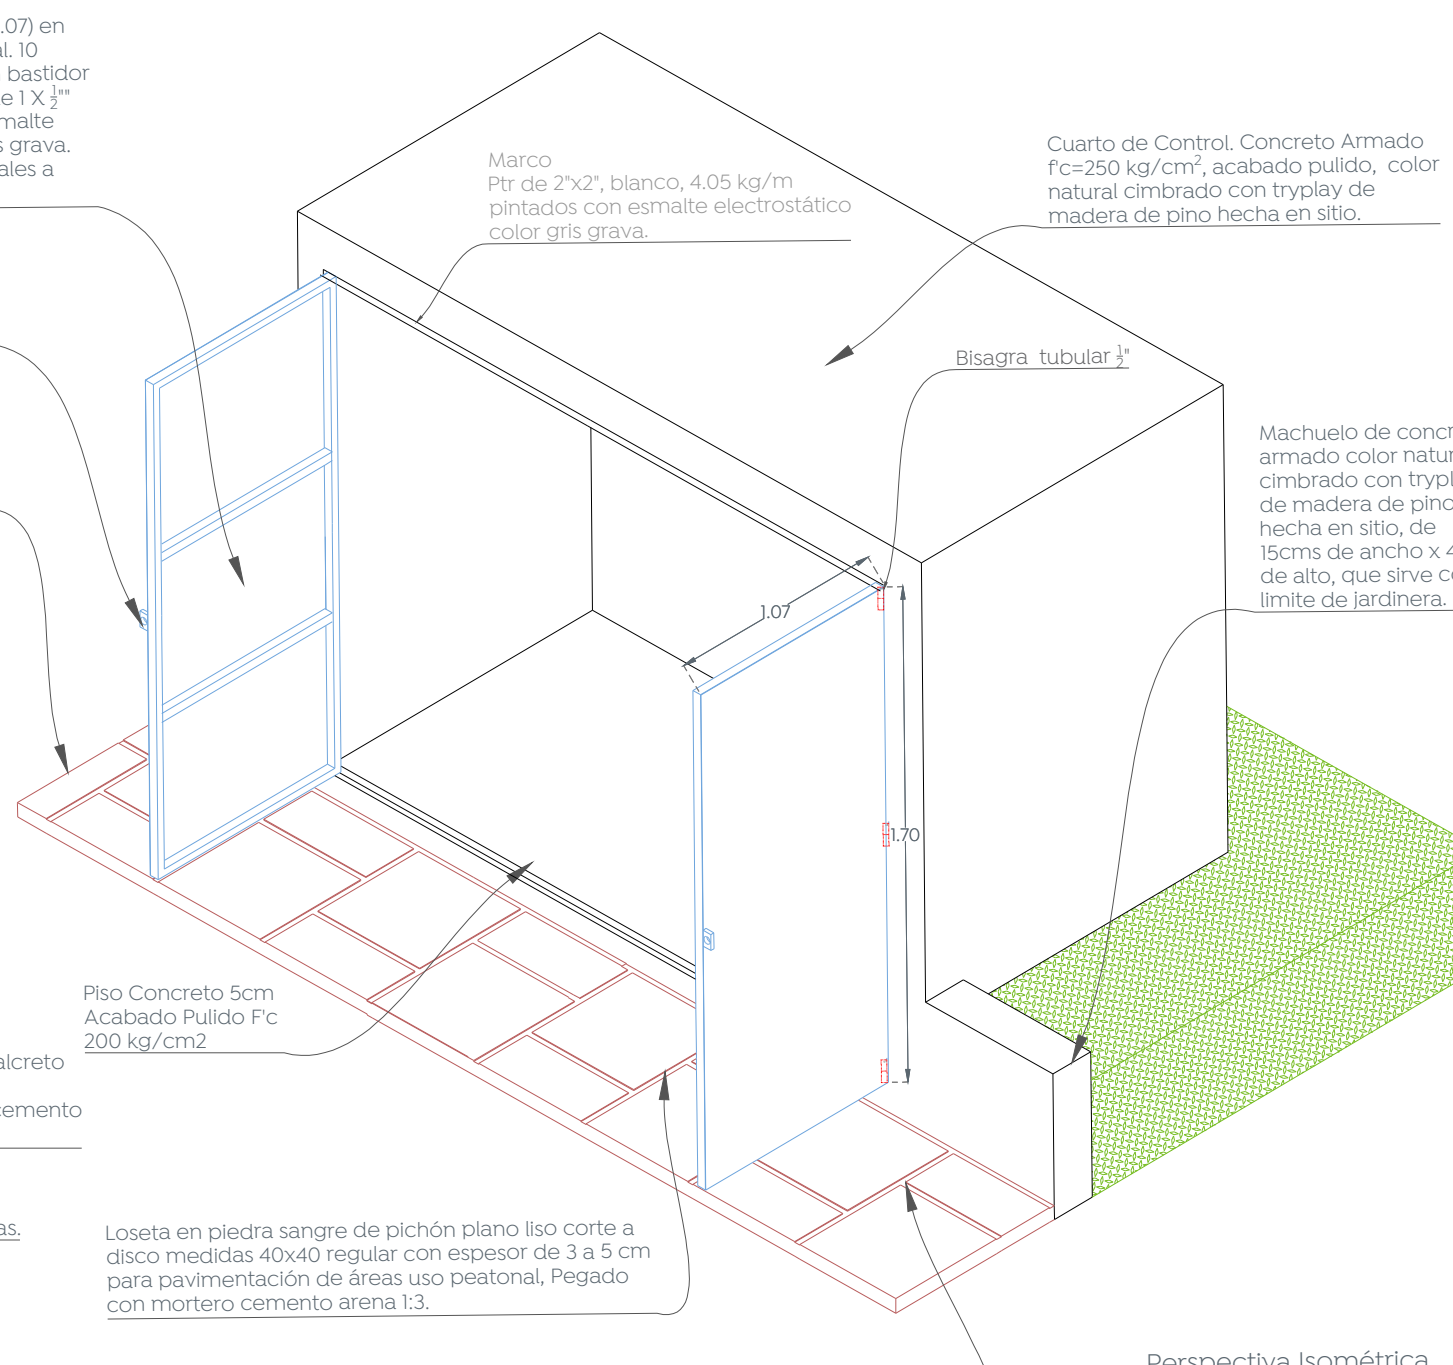 .07) en
al. 10
bastidor
e 1 X ½""
malte
s grava.
ales a
Marco
Ptr de 2"x2", blanco, 4.05 kg/m
pintados con esmalte electrostático
color gris grava.
Cuarto de Control. Concreto Armado
f'c=250 kg/cm², acabado pulido, color
natural cimbrado con tryplay de
madera de pino hecha en sitio.
Bisagra tubular ½"
Machuelo de concr
armado color natur
cimbrado con trypl
de madera de pino
hecha en sitio, de
15cms de ancho x 4
de alto, que sirve c
limite de jardinera.
1.07
1.70
Piso Concreto 5cm
Acabado Pulido F'c
200 kg/cm2
alcreto
cemento
as.
Loseta en piedra sangre de pichón plano liso corte a
disco medidas 40x40 regular con espesor de 3 a 5 cm
para pavimentación de áreas uso peatonal, Pegado
con mortero cemento arena 1:3.
Perspectiva Isométrica